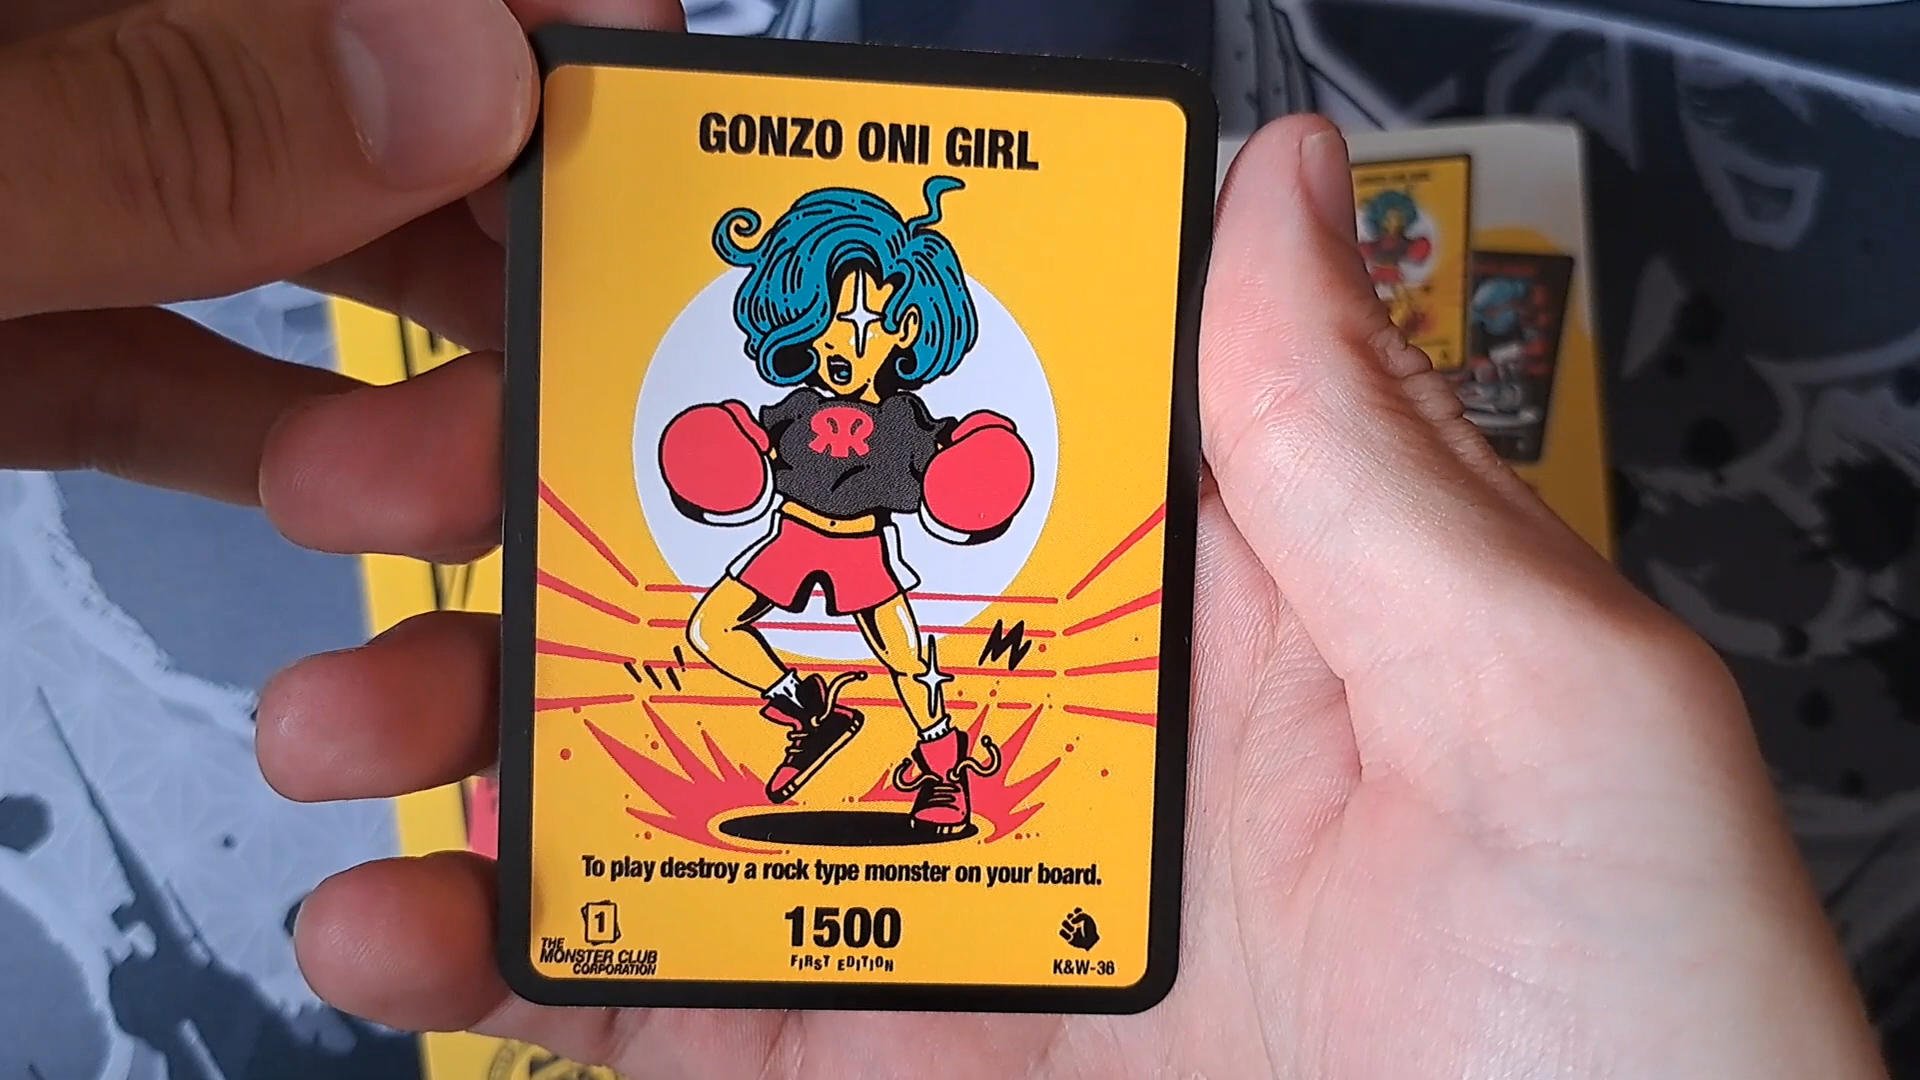 GONZO ONI GIRL
To play destroy a rock type monster on your board.
1
1500
THE
MONSTER CLUB
CORPORATION
FIRST EDITION
K&W-36